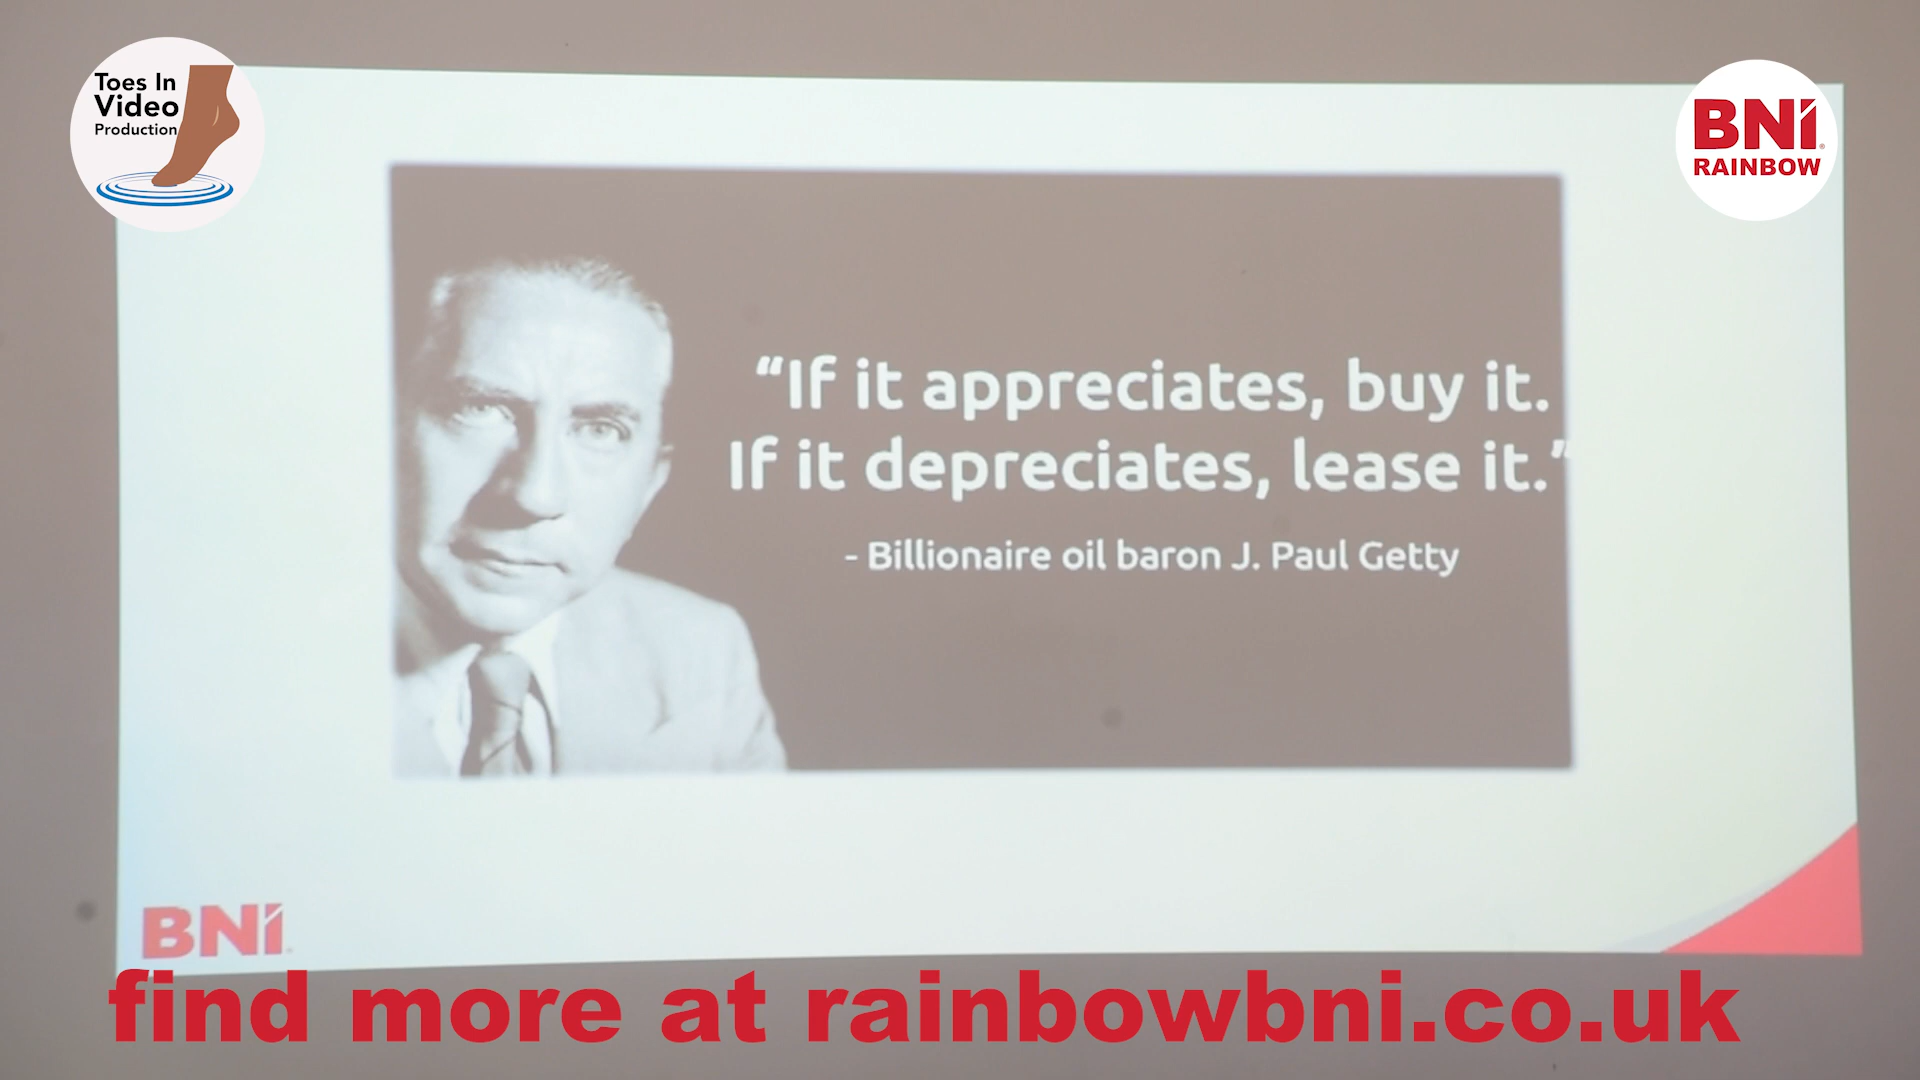 Toes In
Video
Production
BNI®
RAINBOW
“If it appreciates, buy it.
If it depreciates, lease it.”
- Billionaire oil baron J. Paul Getty
BNI
find more at rainbowbni.co.uk